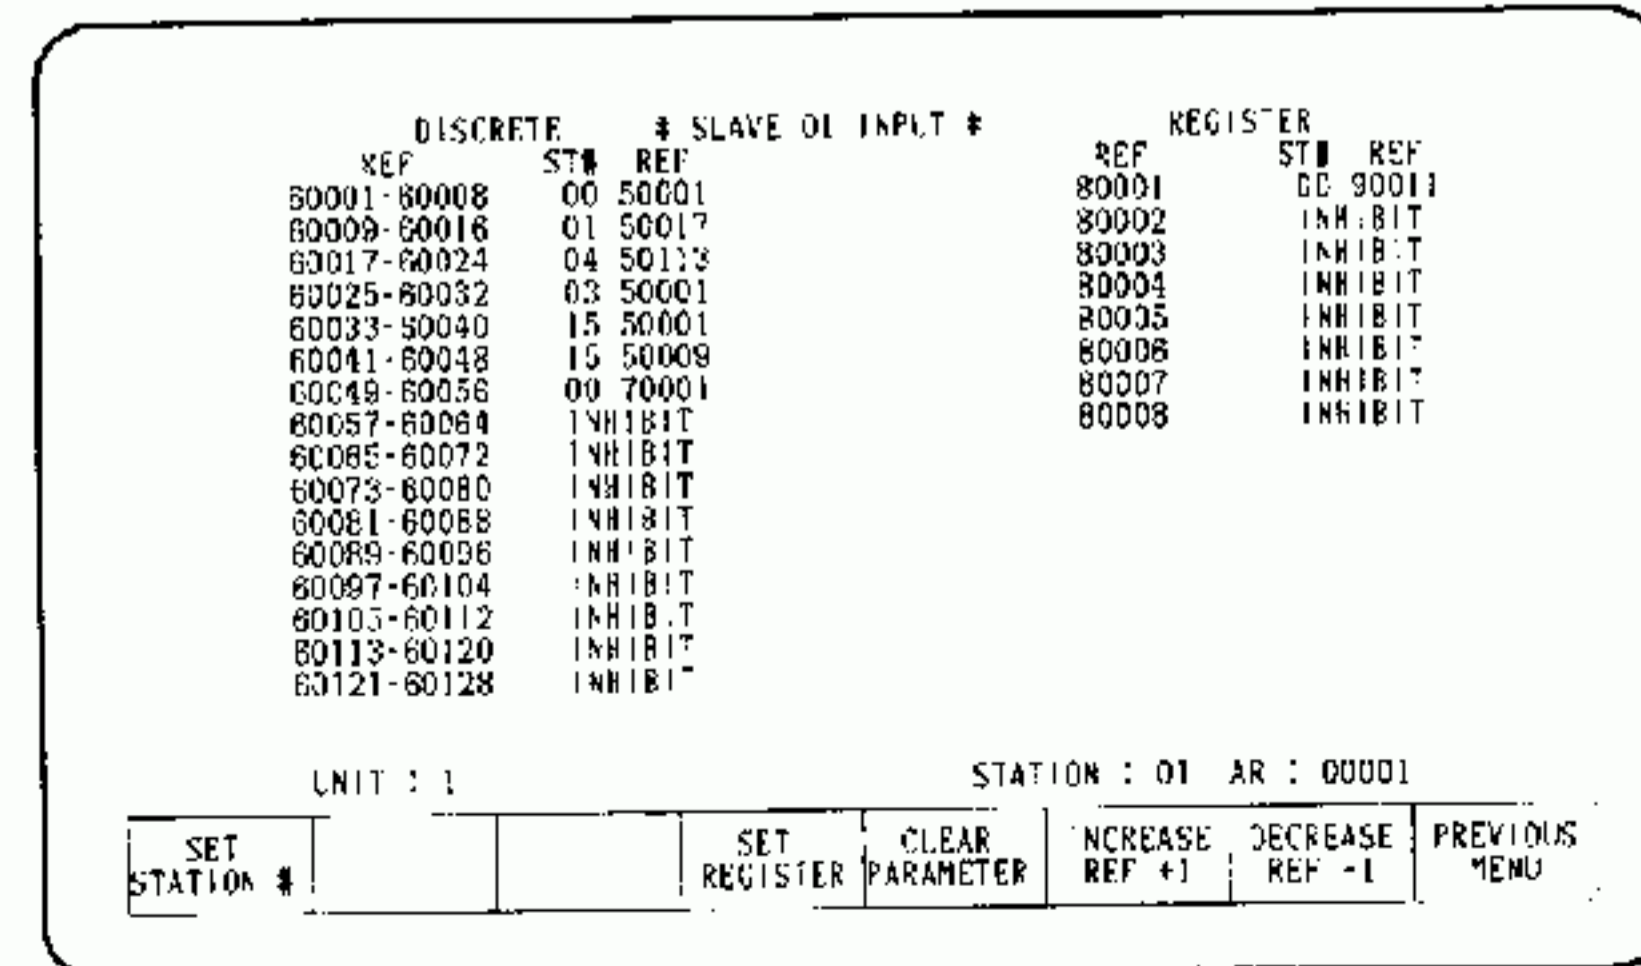 DISCRETE # SLAVE 01 INPUT # REGISTER
REF ST# REF REF ST# REF
60001-60008 00 50001 80001 00 90011
60009-60016 01 50017 80002 INHIBIT
60017-60024 04 50113 80003 INHIBIT
60025-60032 03 50001 80004 INHIBIT
60033-60040 15 50001 80005 INHIBIT
60041-60048 15 50009 80006 INHIBIT
60049-60056 00 70001 80007 INHIBIT
60057-60064 INHIBIT 80008 INHIBIT
60065-60072 INHIBIT
60073-60080 INHIBIT
60081-60088 INHIBIT
60089-60096 INHIBIT
60097-60104 INHIBIT
60105-60112 INHIBIT
60113-60120 INHIBIT
60121-60128 INHIBIT
UNIT : 1 STATION : 01 AR : 00001
SET SET CLEAR INCREASE DECREASE PREVIOUS
STATION # REGISTER PARAMETER REF +1 REF -1 MENU